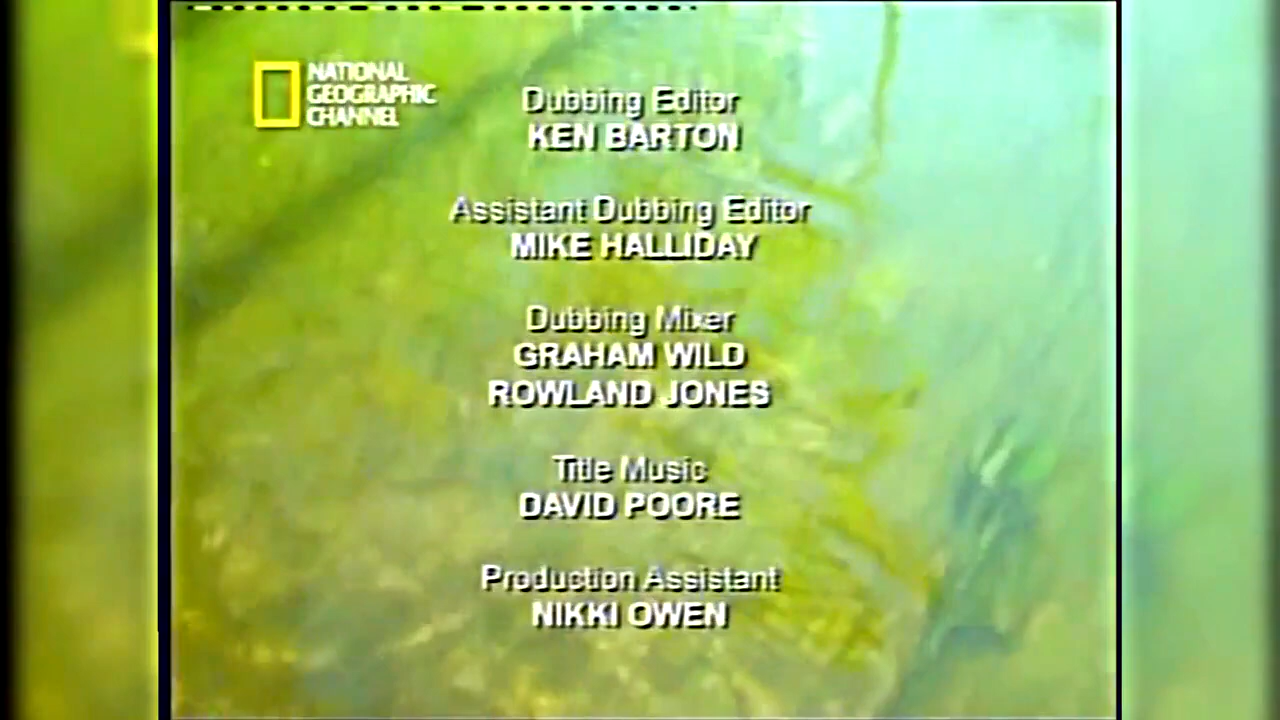 NATIONAL
GEOGRAPHIC
CHANNEL
Dubbing Editor
KEN BARTON
Assistant Dubbing Editor
MIKE HALLIDAY
Dubbing Mixer
GRAHAM WILD
ROWLAND JONES
Title Music
DAVID POORE
Production Assistant
NIKKI OWEN